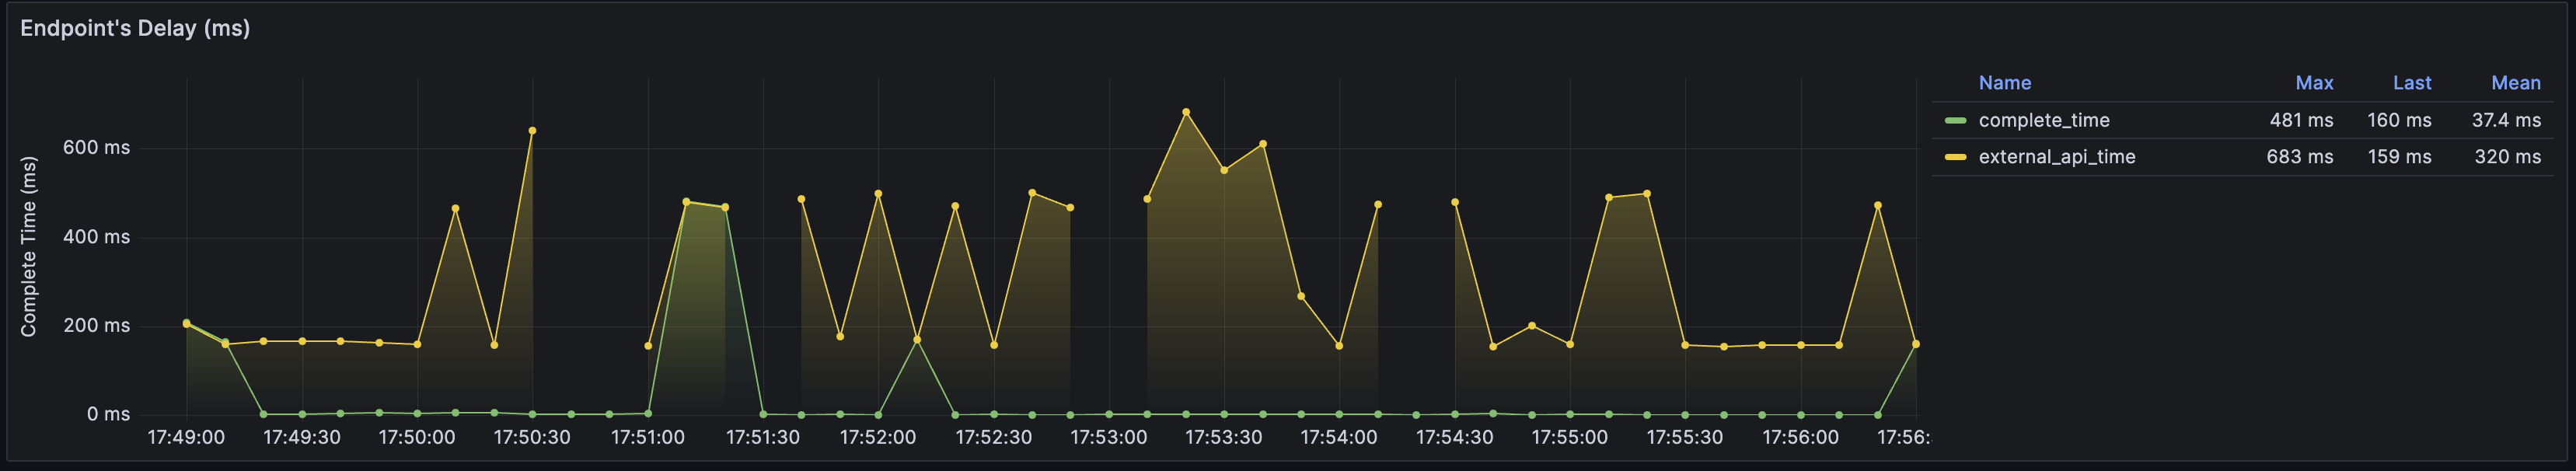 Endpoint's Delay (ms)
Name Max Last Mean
complete_time 481 ms 160 ms 37.4 ms
external_api_time 683 ms 159 ms 320 ms
Complete Time (ms)
600 ms
400 ms
200 ms
0 ms
17:49:00 17:49:30 17:50:00 17:50:30 17:51:00 17:51:30 17:52:00 17:52:30 17:53:00 17:53:30 17:54:00 17:54:30 17:55:00 17:55:30 17:56:00 17:56: